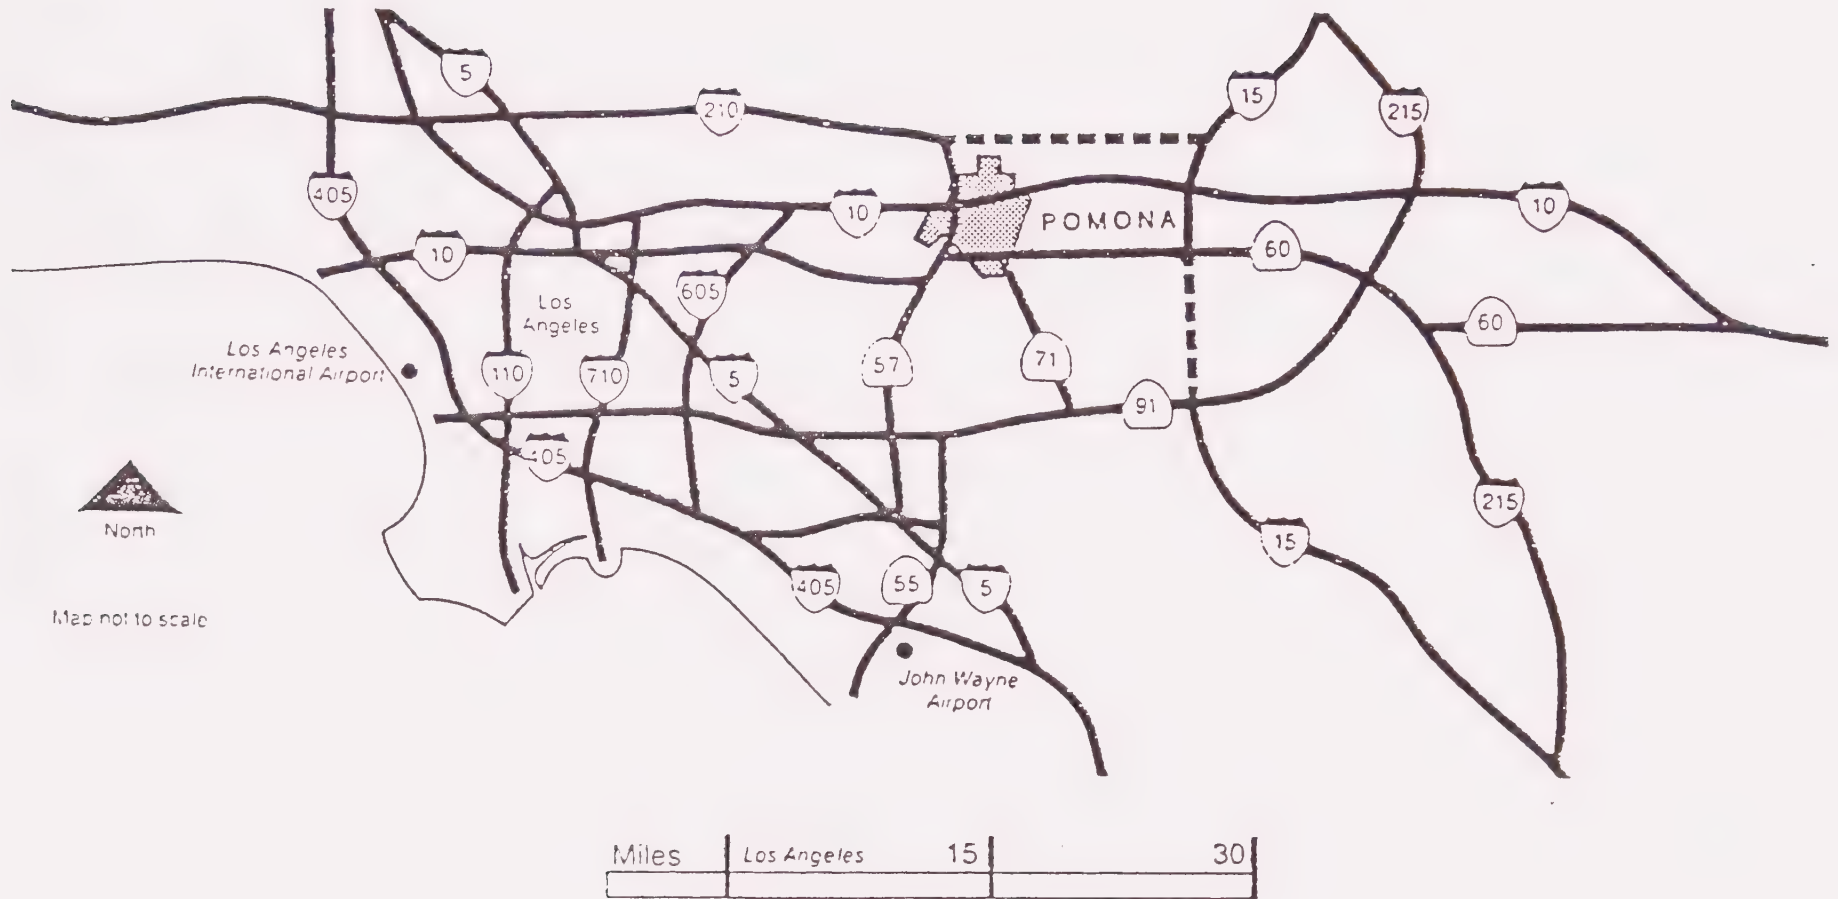 5
15
210
215
405
10
10
POMONA
10
60
605
Los
Angeles
60
Los Angeles
International Airport
110
710
5
57
71
91
405
North
215
15
Map not to scale
405
55
5
John Wayne
Airport
Miles Los Angeles 15 30